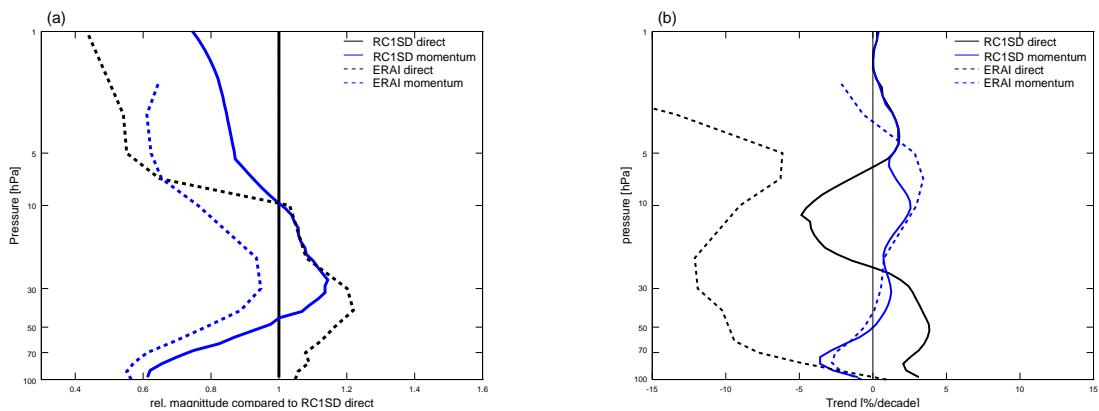 (a)
RC1SD direct
RC1SD momentum
ERAI direct
ERAI momentum
Pressure [hPa]
1
5
10
30
50
70
100
0.4 0.6 0.8 1 1.2 1.4 1.6
rel. magnittude compared to RC1SD direct
(b)
RC1SD direct
RC1SD momentum
ERAI direct
ERAI momentum
pressure [hPa]
1
5
10
30
50
70
100
-15 -10 -5 0 5 10 15
Trend [%/decade]